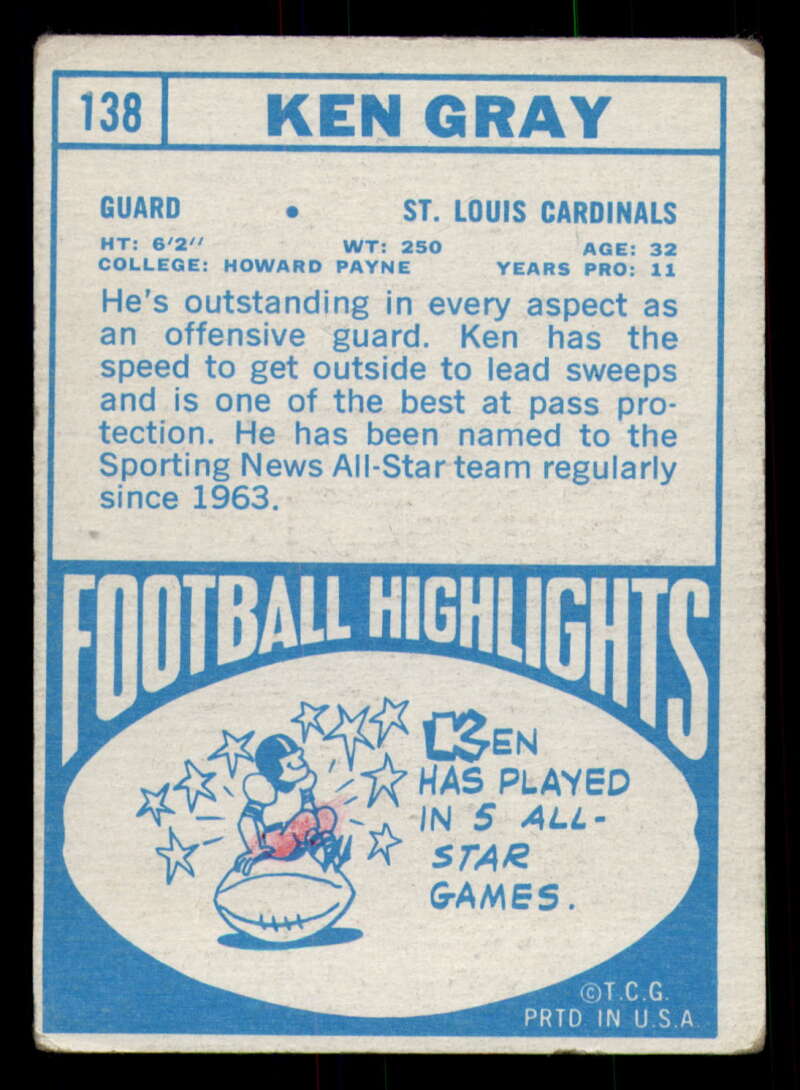 138 KEN GRAY
GUARD • ST. LOUIS CARDINALS
HT: 6'2" WT: 250 AGE: 32
COLLEGE: HOWARD PAYNE YEARS PRO: 11
He's outstanding in every aspect as
an offensive guard. Ken has the
speed to get outside to lead sweeps
and is one of the best at pass pro-
tection. He has been named to the
Sporting News All-Star team regularly
since 1963.
FOOTBALL HIGHLIGHTS
KEN
HAS PLAYED
IN 5 ALL-
STAR
GAMES.
©T.C.G.
PRTD IN U.S.A